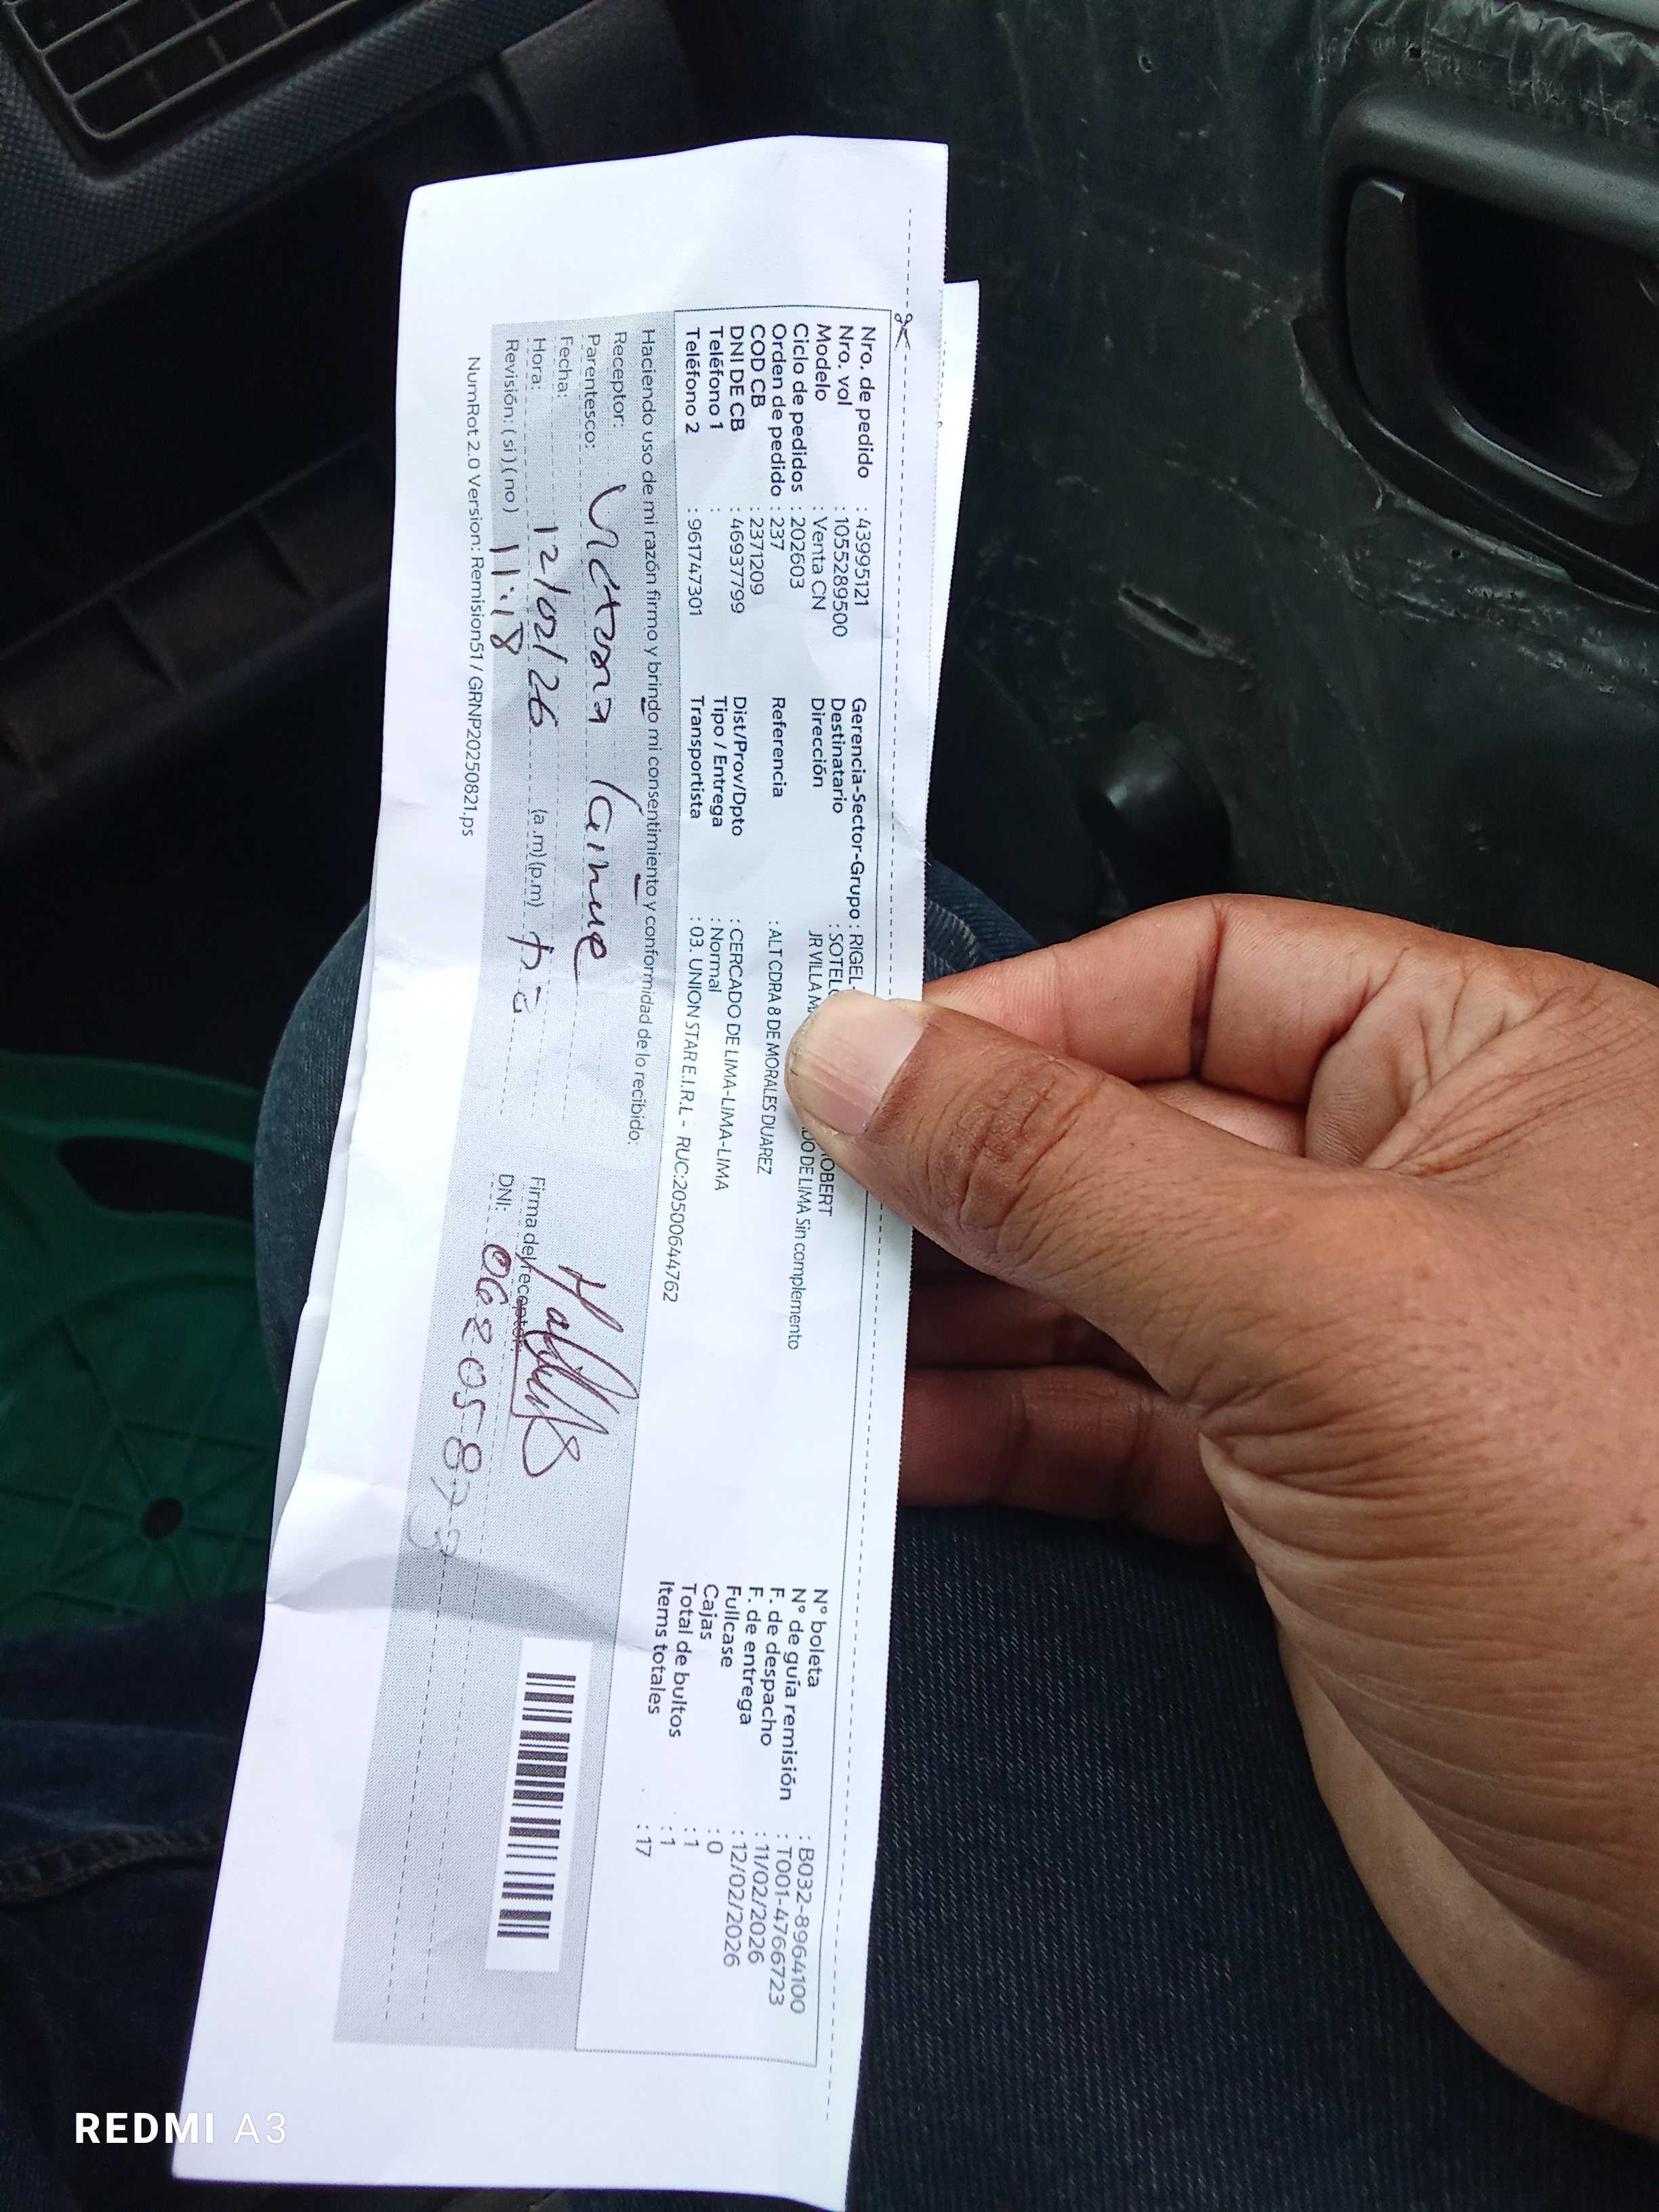 Nro. de pedido : 43995121
Nro. vol : 1055289500
Modelo : Venta CN
Ciclo de pedidos : 202603
Orden de pedido : 237
COD CB : 2371209
DNI DE CB : 46937799
Teléfono 1 :
Teléfono 2 : 961747301
Gerencia-Sector-Grupo : RIGEL-
Destinatario : SOTEL OBERT
Dirección JR VILLA M DO DE LIMA Sin complemento
Referencia : ALT CDRA 8 DE MORALES DUAREZ
Dist/Prov/Dpto : CERCADO DE LIMA-LIMA-LIMA
Tipo / Entrega : Normal
Transportista : 03. UNION STAR E.I.R.L - RUC:20500644762
N° boleta : B032-8964100
N° de guía remisión : T001-4766723
F. de despacho : 11/02/2026
F. de entrega : 12/02/2026
Fullcase : 0
Cajas : 1
Total de bultos : 1
Items totales : 17
Haciendo uso de mi razón firmo y brindo mi consentimiento y conformidad de lo recibido:
Receptor:
Parentesco:
Fecha: 12/02/26
Hora: 11:18 (a.m)(p.m)
Revisión: ( si ) ( no )
Firma del receptor:
DNI:
NumRot 2.0 Version: Remision51 / GRNP20250821.ps
REDMI A3